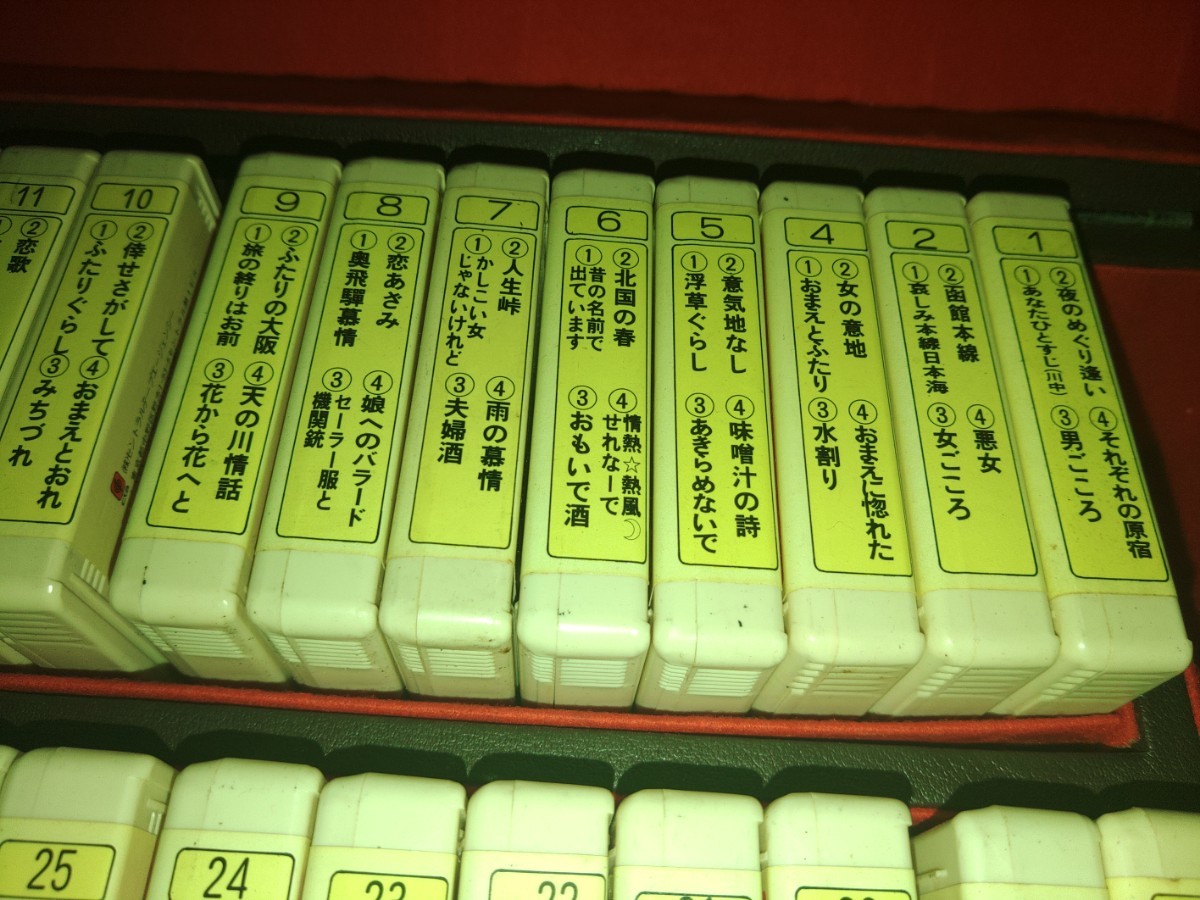 1
①あなたひとすじ(川中)
②夜のめぐり逢い
③男ごころ
④それぞれの原宿
2
①哀しみ本線日本海
②函館本線
③女ごころ
④悪女
4
①おまえとふたり
②女の意地
③水割り
④おまえに惚れた
5
①浮草ぐらし
②意気地なし
③あきらめないで
④味噌汁の詩
6
①昔の名前で
出ています
②北国の春
③おもいで酒
④情熱☆熱風☽
せれなーで
7
①かしこい女
じゃないけれど
②人生峠
③夫婦酒
④雨の慕情
8
①奥飛騨慕情
②恋あざみ
③セーラー服と
機関銃
④娘へのバラード
9
①旅の終りはお前
②ふたりの大阪
③花から花へと
④天の川情話
10
①ふたりぐらし
②倖せさがして
③みちづれ
④おまえとおれ
11
②恋歌
25
24
23
22